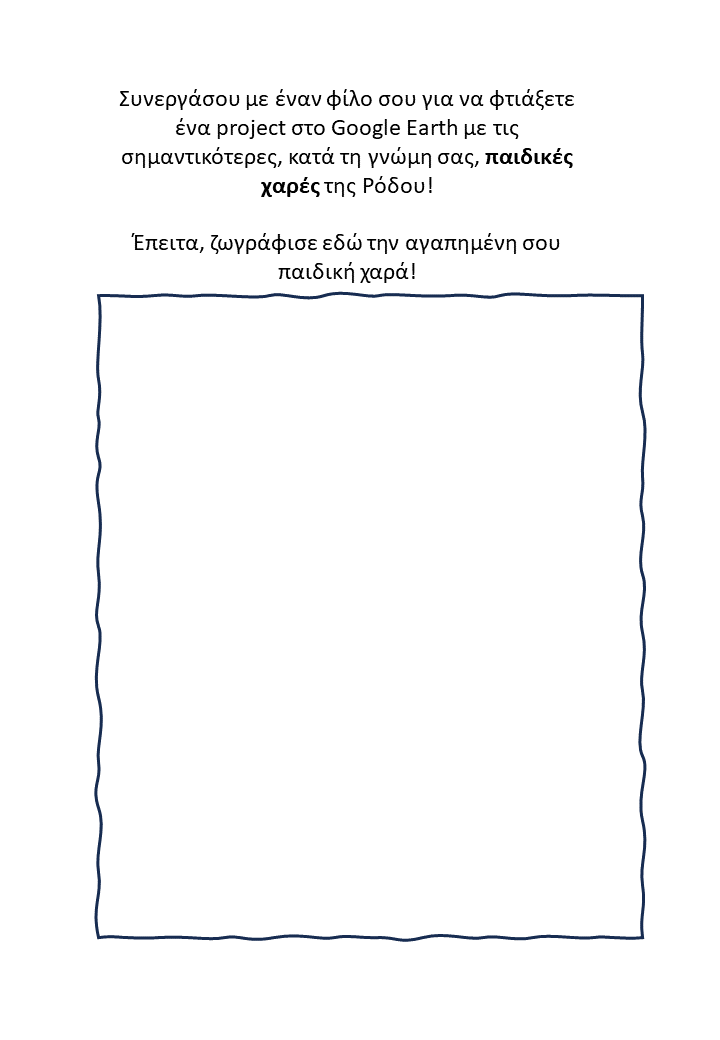 Συνεργάσου με έναν φίλο σου για να φτιάξετε
ένα project στο Google Earth με τις
σημαντικότερες, κατά τη γνώμη σας, παιδικές
χαρές της Ρόδου!
Έπειτα, ζωγράφισε εδώ την αγαπημένη σου
παιδική χαρά!